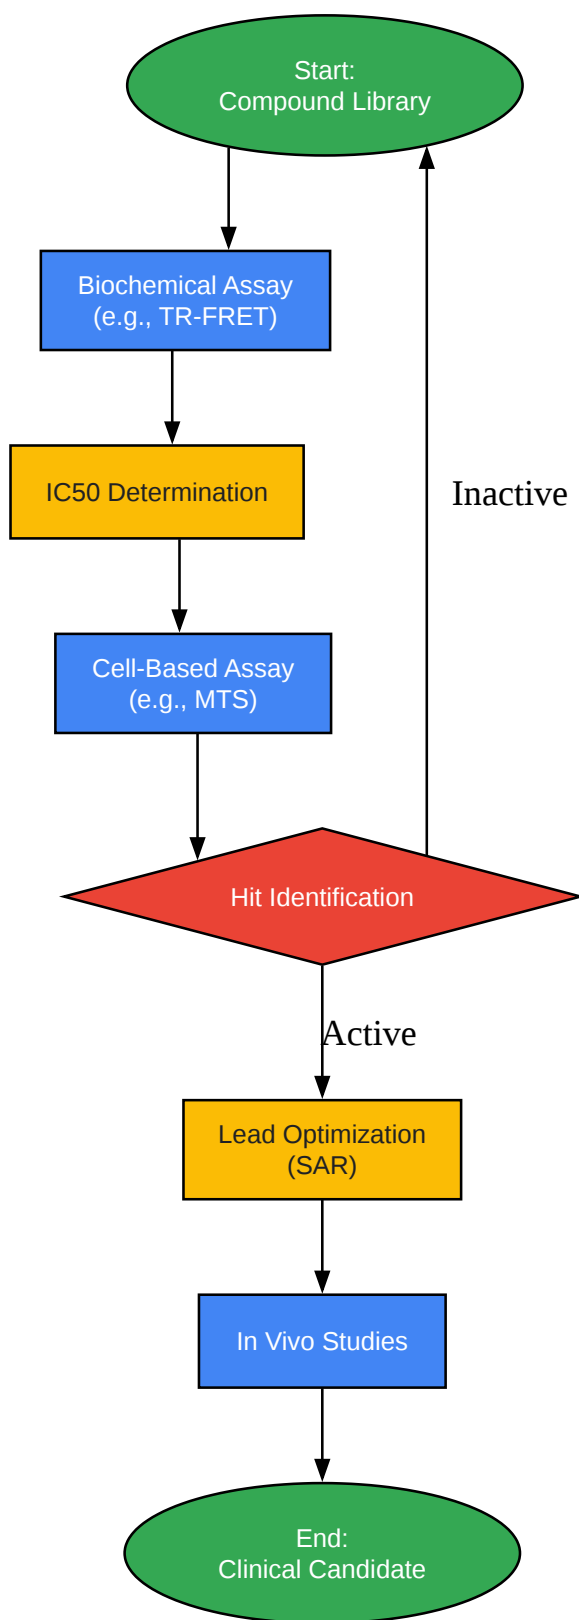 Start:
Compound Library
Biochemical Assay
(e.g., TR-FRET)
IC50 Determination
Inactive
Cell-Based Assay
(e.g., MTS)
Hit Identification
Active
Lead Optimization
(SAR)
In Vivo Studies
End:
Clinical Candidate